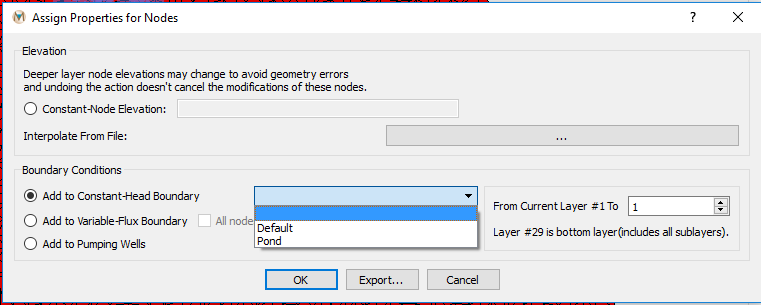 Assign Properties for Nodes
Elevation
Deeper layer node elevations may change to avoid geometry errors
and undoing the action doesn't cancel the modifications of these nodes.
Constant-Node Elevation:
Interpolate From File:
...
Boundary Conditions
Add to Constant-Head Boundary
Default
Pond
Add to Variable-Flux Boundary
All node
Add to Pumping Wells
From Current Layer #1 To
1
Layer #29 is bottom layer(includes all sublayers).
OK
Export...
Cancel